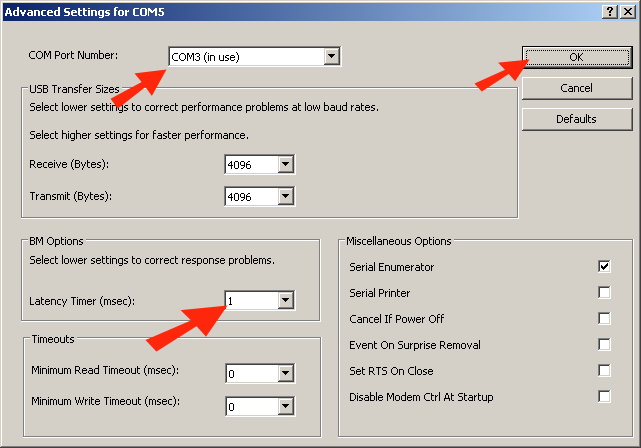 Advanced Settings for COM5
COM Port Number:
COM3 (in use)
OK
Cancel
Defaults
USB Transfer Sizes
Select lower settings to correct performance problems at low baud rates.
Select higher settings for faster performance.
Receive (Bytes):
4096
Transmit (Bytes):
4096
BM Options
Select lower settings to correct response problems.
Latency Timer (msec):
1
Timeouts
Minimum Read Timeout (msec):
0
Minimum Write Timeout (msec):
0
Miscellaneous Options
Serial Enumerator
Serial Printer
Cancel If Power Off
Event On Surprise Removal
Set RTS On Close
Disable Modem Ctrl At Startup